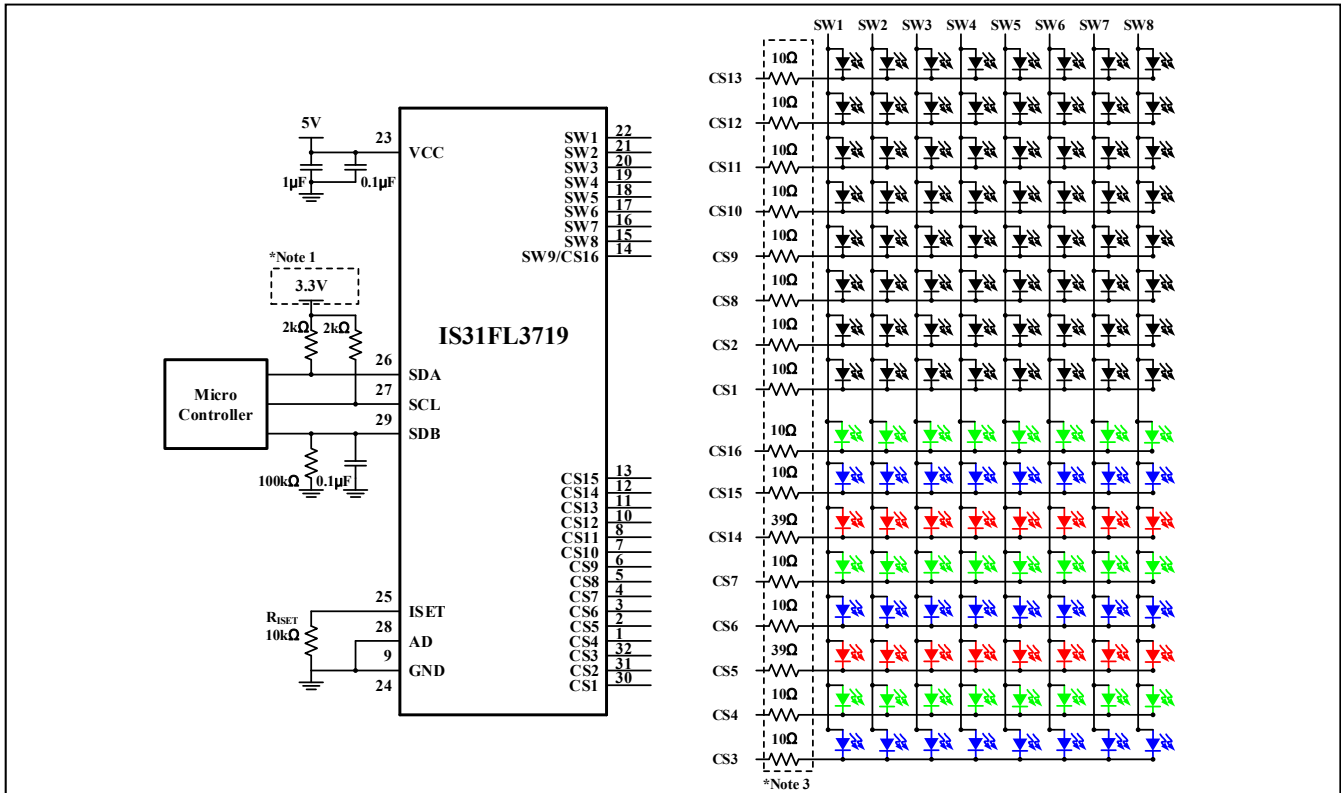 5V
23
VCC
1µF
0.1µF
*Note 1
3.3V
2kΩ
2kΩ
IS31FL3719
Micro
Controller
26
SDA
27
SCL
29
SDB
100kΩ
0.1µF
25
ISET
R_ISET
10kΩ
28
AD
9
GND
24
SW1 22
SW2 21
SW3 20
SW4 19
SW5 18
SW6 17
SW7 16
SW8 15
SW9/CS16 14
CS15 13
CS14 12
CS13 11
CS12 10
CS11 8
CS10 7
CS9 6
CS8 5
CS7 4
CS6 3
CS5 2
CS4 1
CS3 32
CS2 31
CS1 30
SW1 SW2 SW3 SW4 SW5 SW6 SW7 SW8
10Ω
CS13
10Ω
CS12
10Ω
CS11
10Ω
CS10
10Ω
CS9
10Ω
CS8
10Ω
CS2
10Ω
CS1
10Ω
CS16
10Ω
CS15
39Ω
CS14
10Ω
CS7
10Ω
CS6
39Ω
CS5
10Ω
CS4
10Ω
CS3
*Note 3